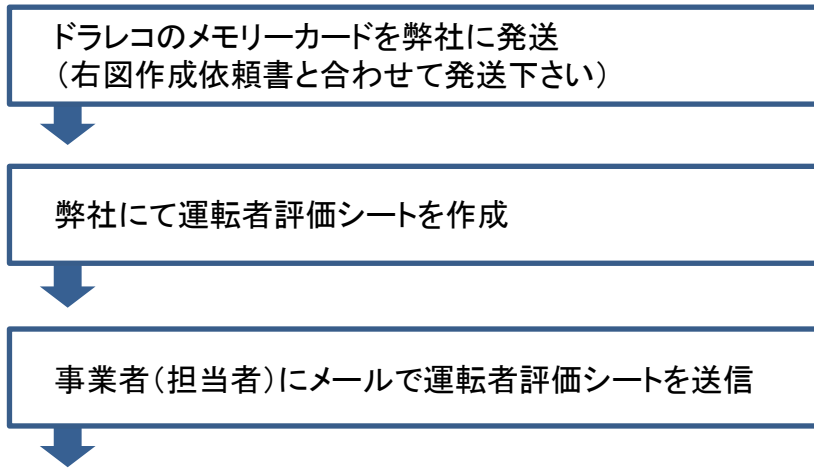 ドラレコのメモリーカードを弊社に発送
（右図作成依頼書と合わせて発送下さい）
弊社にて運転者評価シートを作成
事業者（担当者）にメールで運転者評価シートを送信